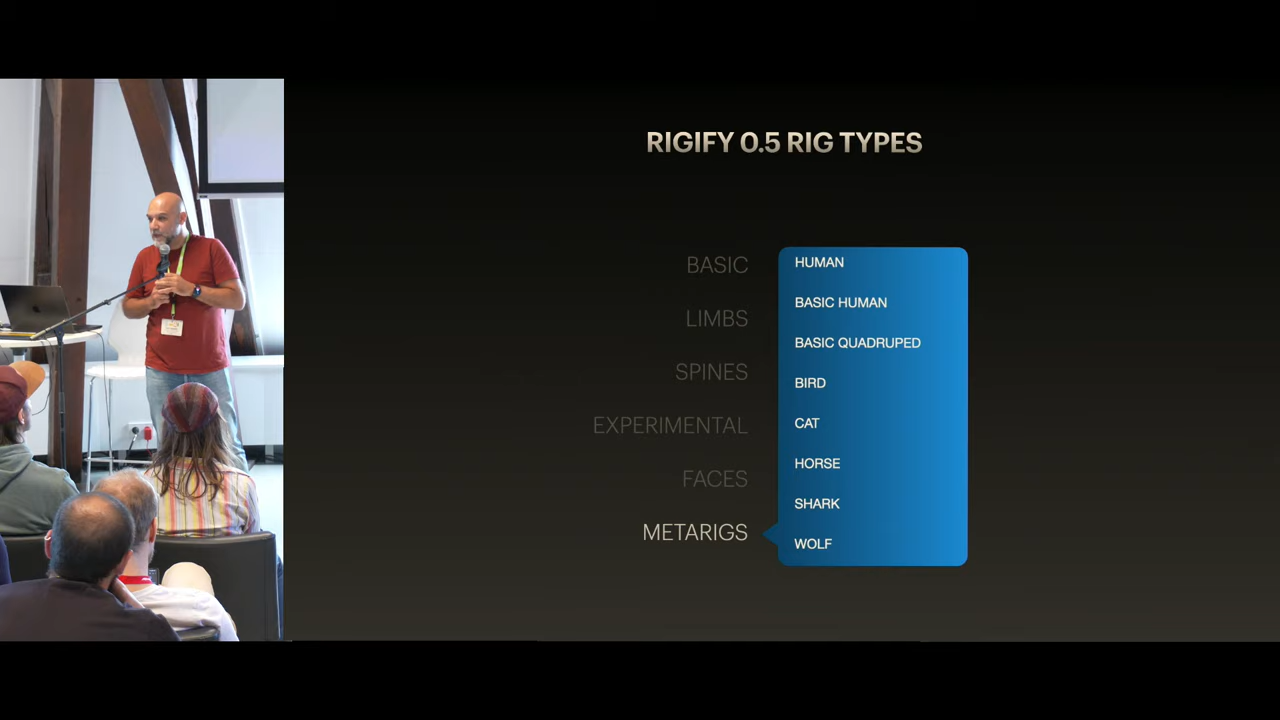 RIGIFY 0.5 RIG TYPES
BASIC
LIMBS
SPINES
EXPERIMENTAL
FACES
METARIGS
HUMAN
BASIC HUMAN
BASIC QUADRUPED
BIRD
CAT
HORSE
SHARK
WOLF